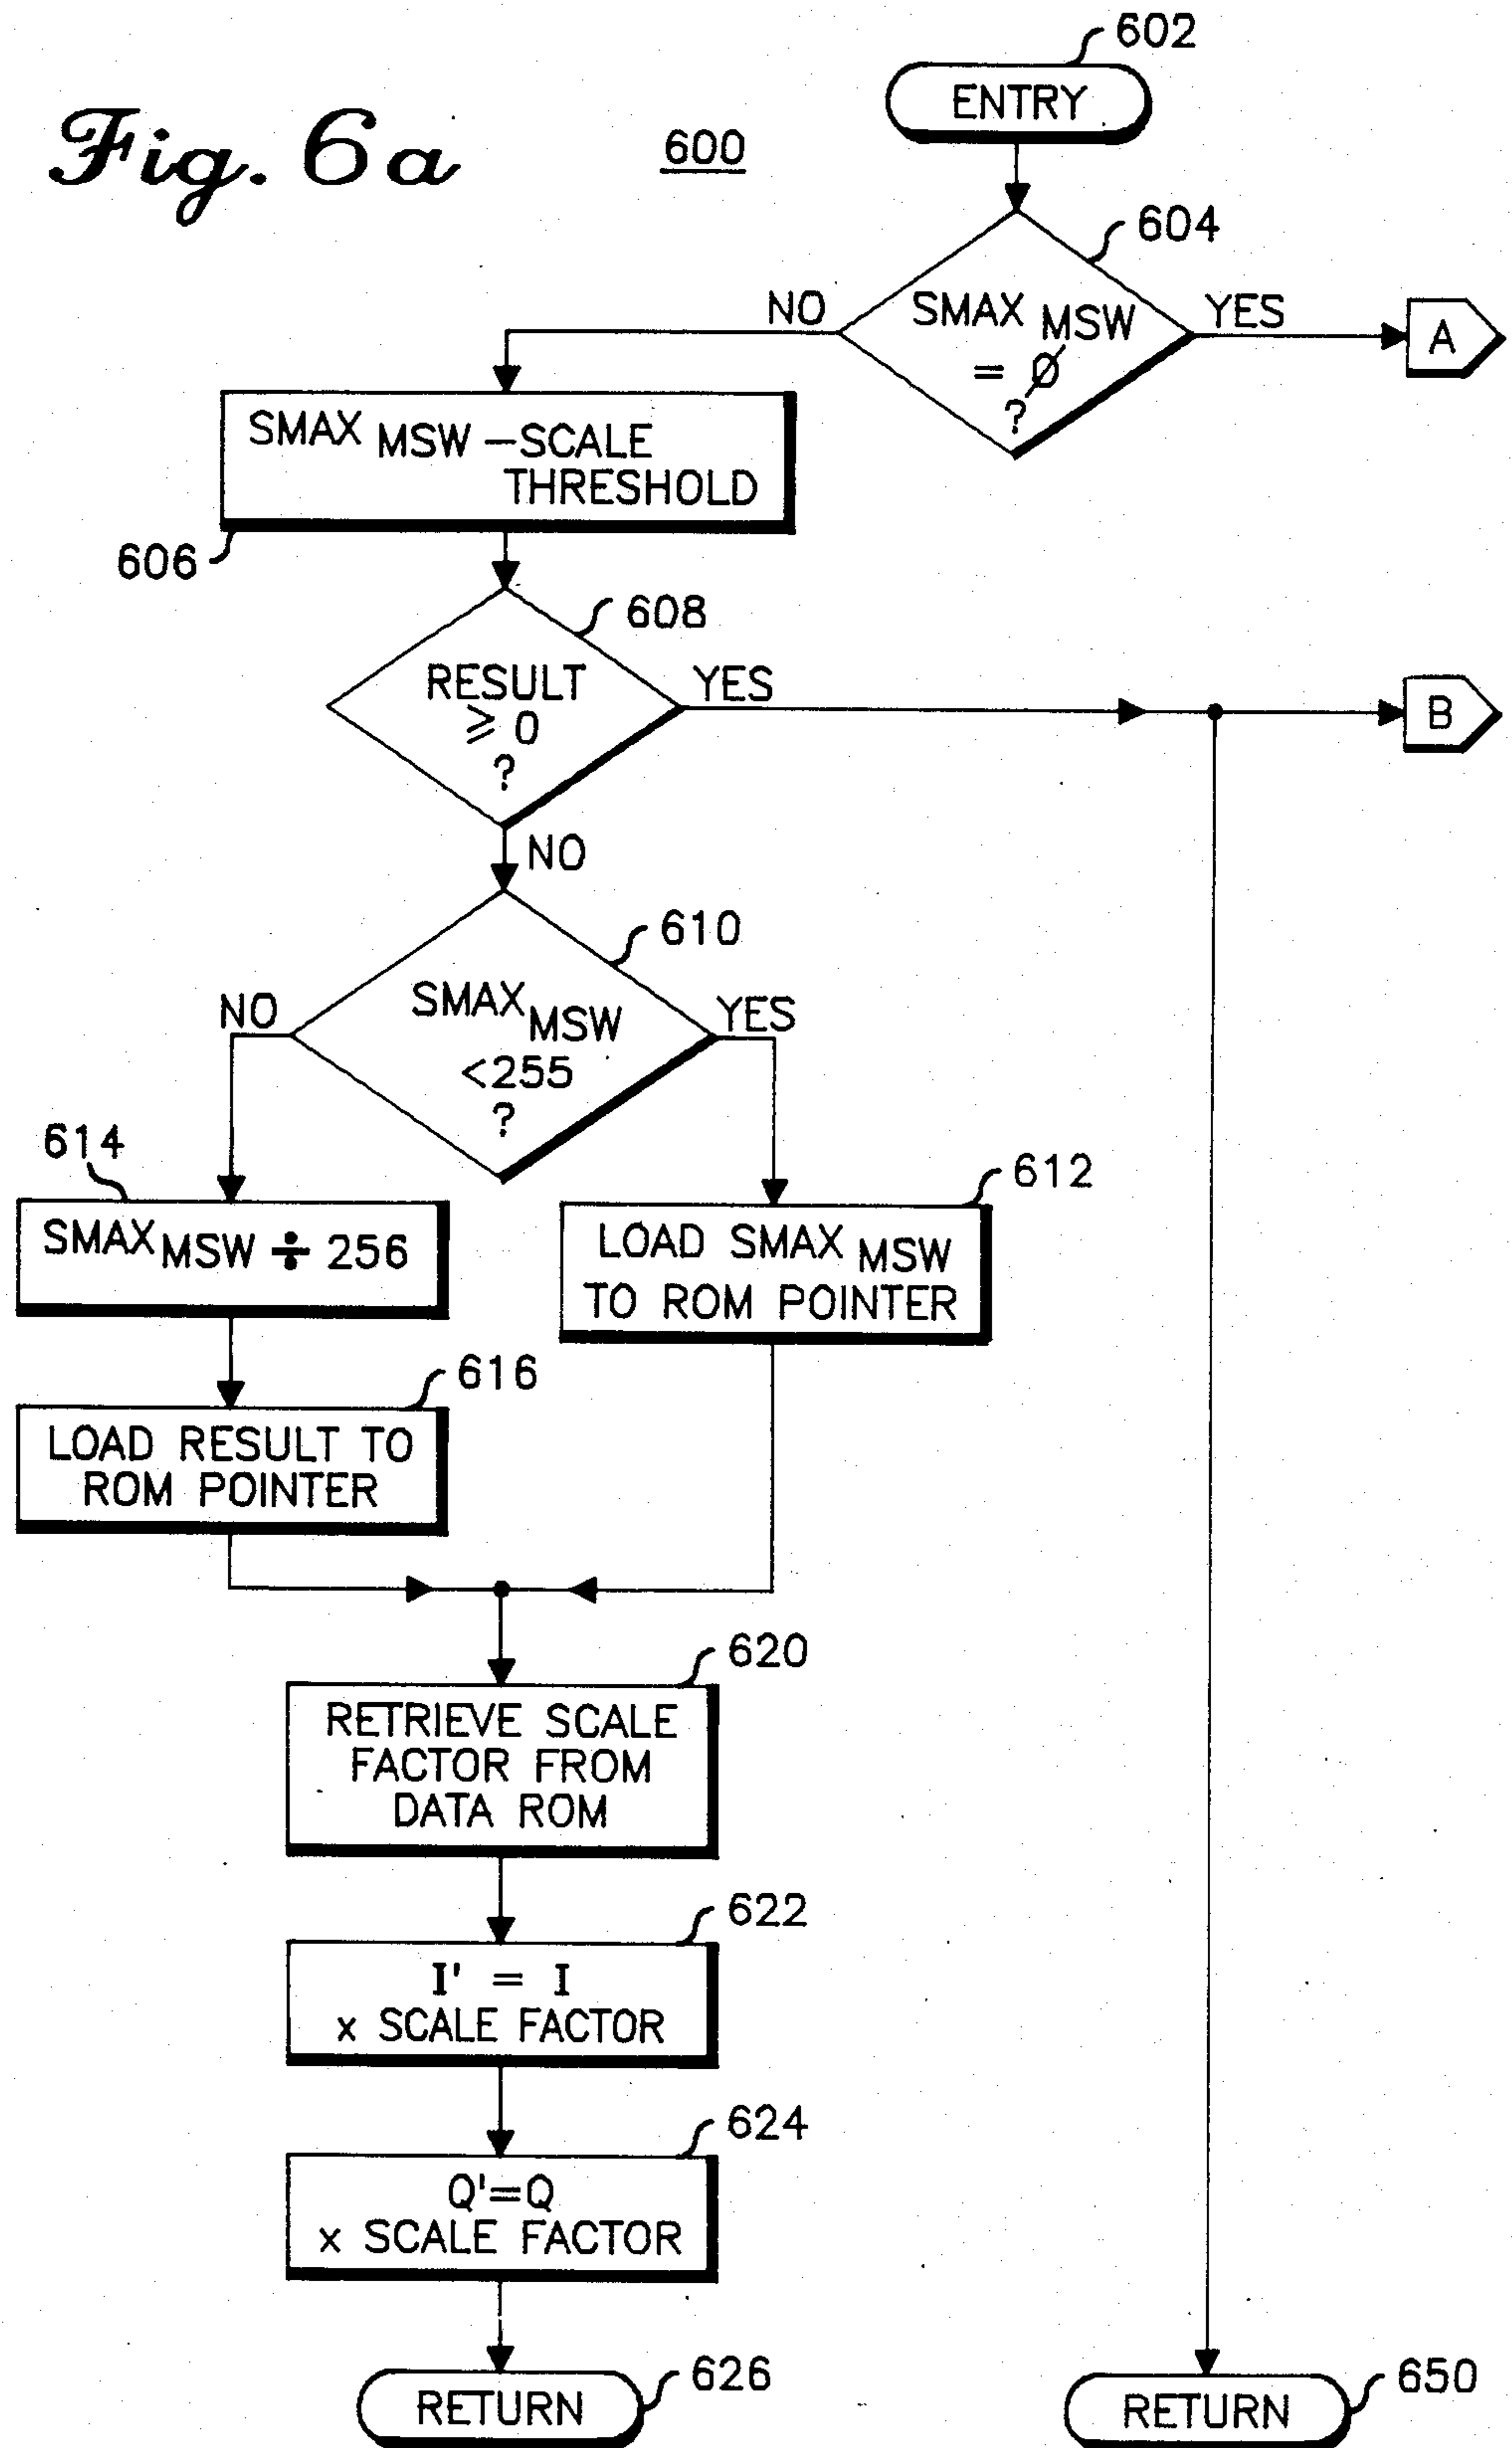 Fig. 6a
600
602
ENTRY
604
SMAX MSW
= Ø
?
NO
YES
A
SMAX MSW –SCALE
THRESHOLD
606
608
RESULT
≥ 0
?
YES
B
NO
610
SMAX MSW
<255
?
NO
YES
614
SMAX MSW ÷ 256
612
LOAD SMAX MSW
TO ROM POINTER
616
LOAD RESULT TO
ROM POINTER
620
RETRIEVE SCALE
FACTOR FROM
DATA ROM
622
I' = I
x SCALE FACTOR
624
Q'=Q
x SCALE FACTOR
RETURN
626
RETURN
650